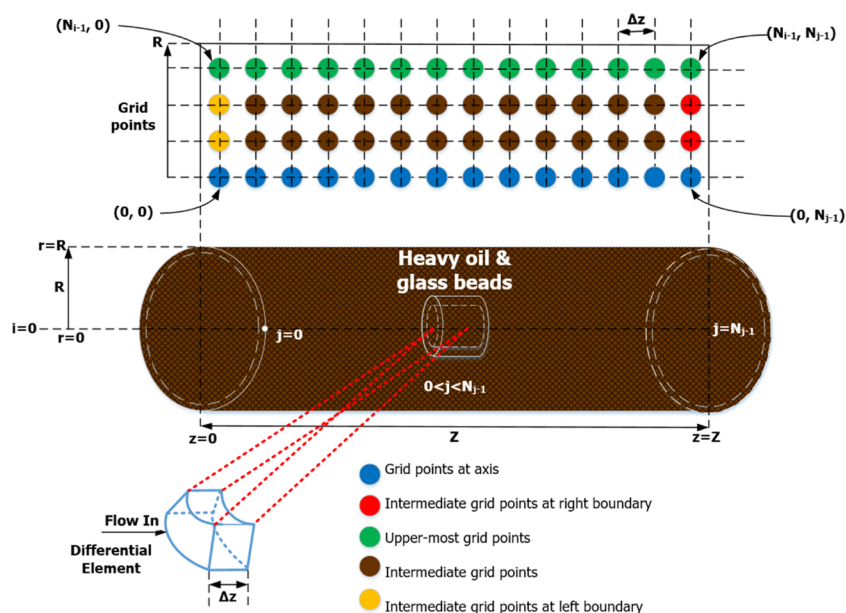 (Ni-1, 0)
Δz
(Ni-1, Nj-1)
R
Grid
points
(0, 0)
(0, Nj-1)
r=R
Heavy oil &
glass beads
R
i=0
r=0
j=0
j=Nj-1
0<j<Nj-1
z=0
Z
z=Z
Grid points at axis
Intermediate grid points at right boundary
Flow In
Upper-most grid points
Differential
Element
Intermediate grid points
Δz
Intermediate grid points at left boundary